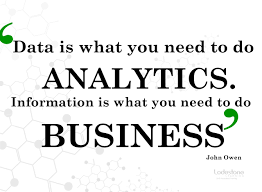 ‘Data is what you need to do
ANALYTICS.
Information is what you need to do
BUSINESS’
John Owen